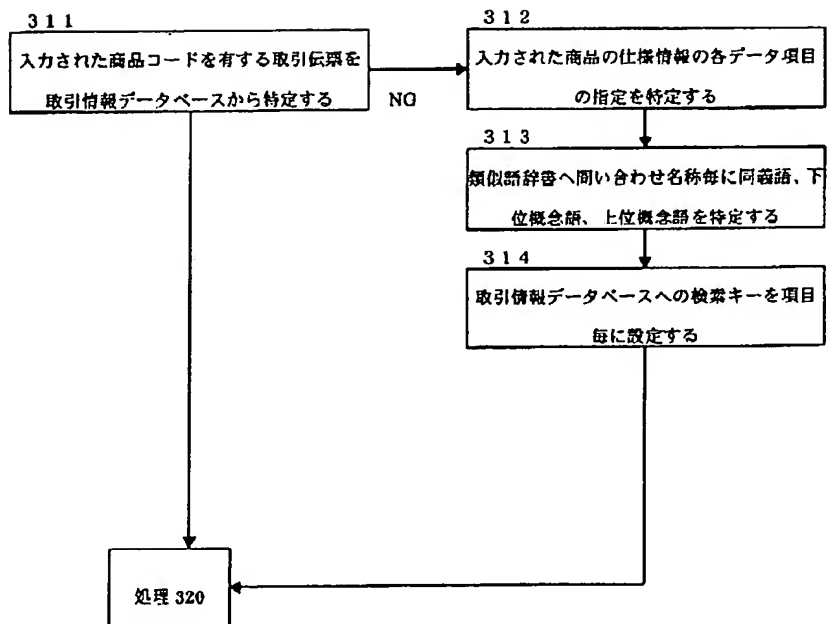 311
入力された商品コードを有する取引伝票を
取引情報データベースから特定する
NG
312
入力された商品の仕様情報の各データ項目
の指定を特定する
313
類似語辞書へ問い合わせ名称毎に同義語、下
位概念語、上位概念語を特定する
314
取引情報データベースへの検索キーを項目
毎に設定する
処理 320